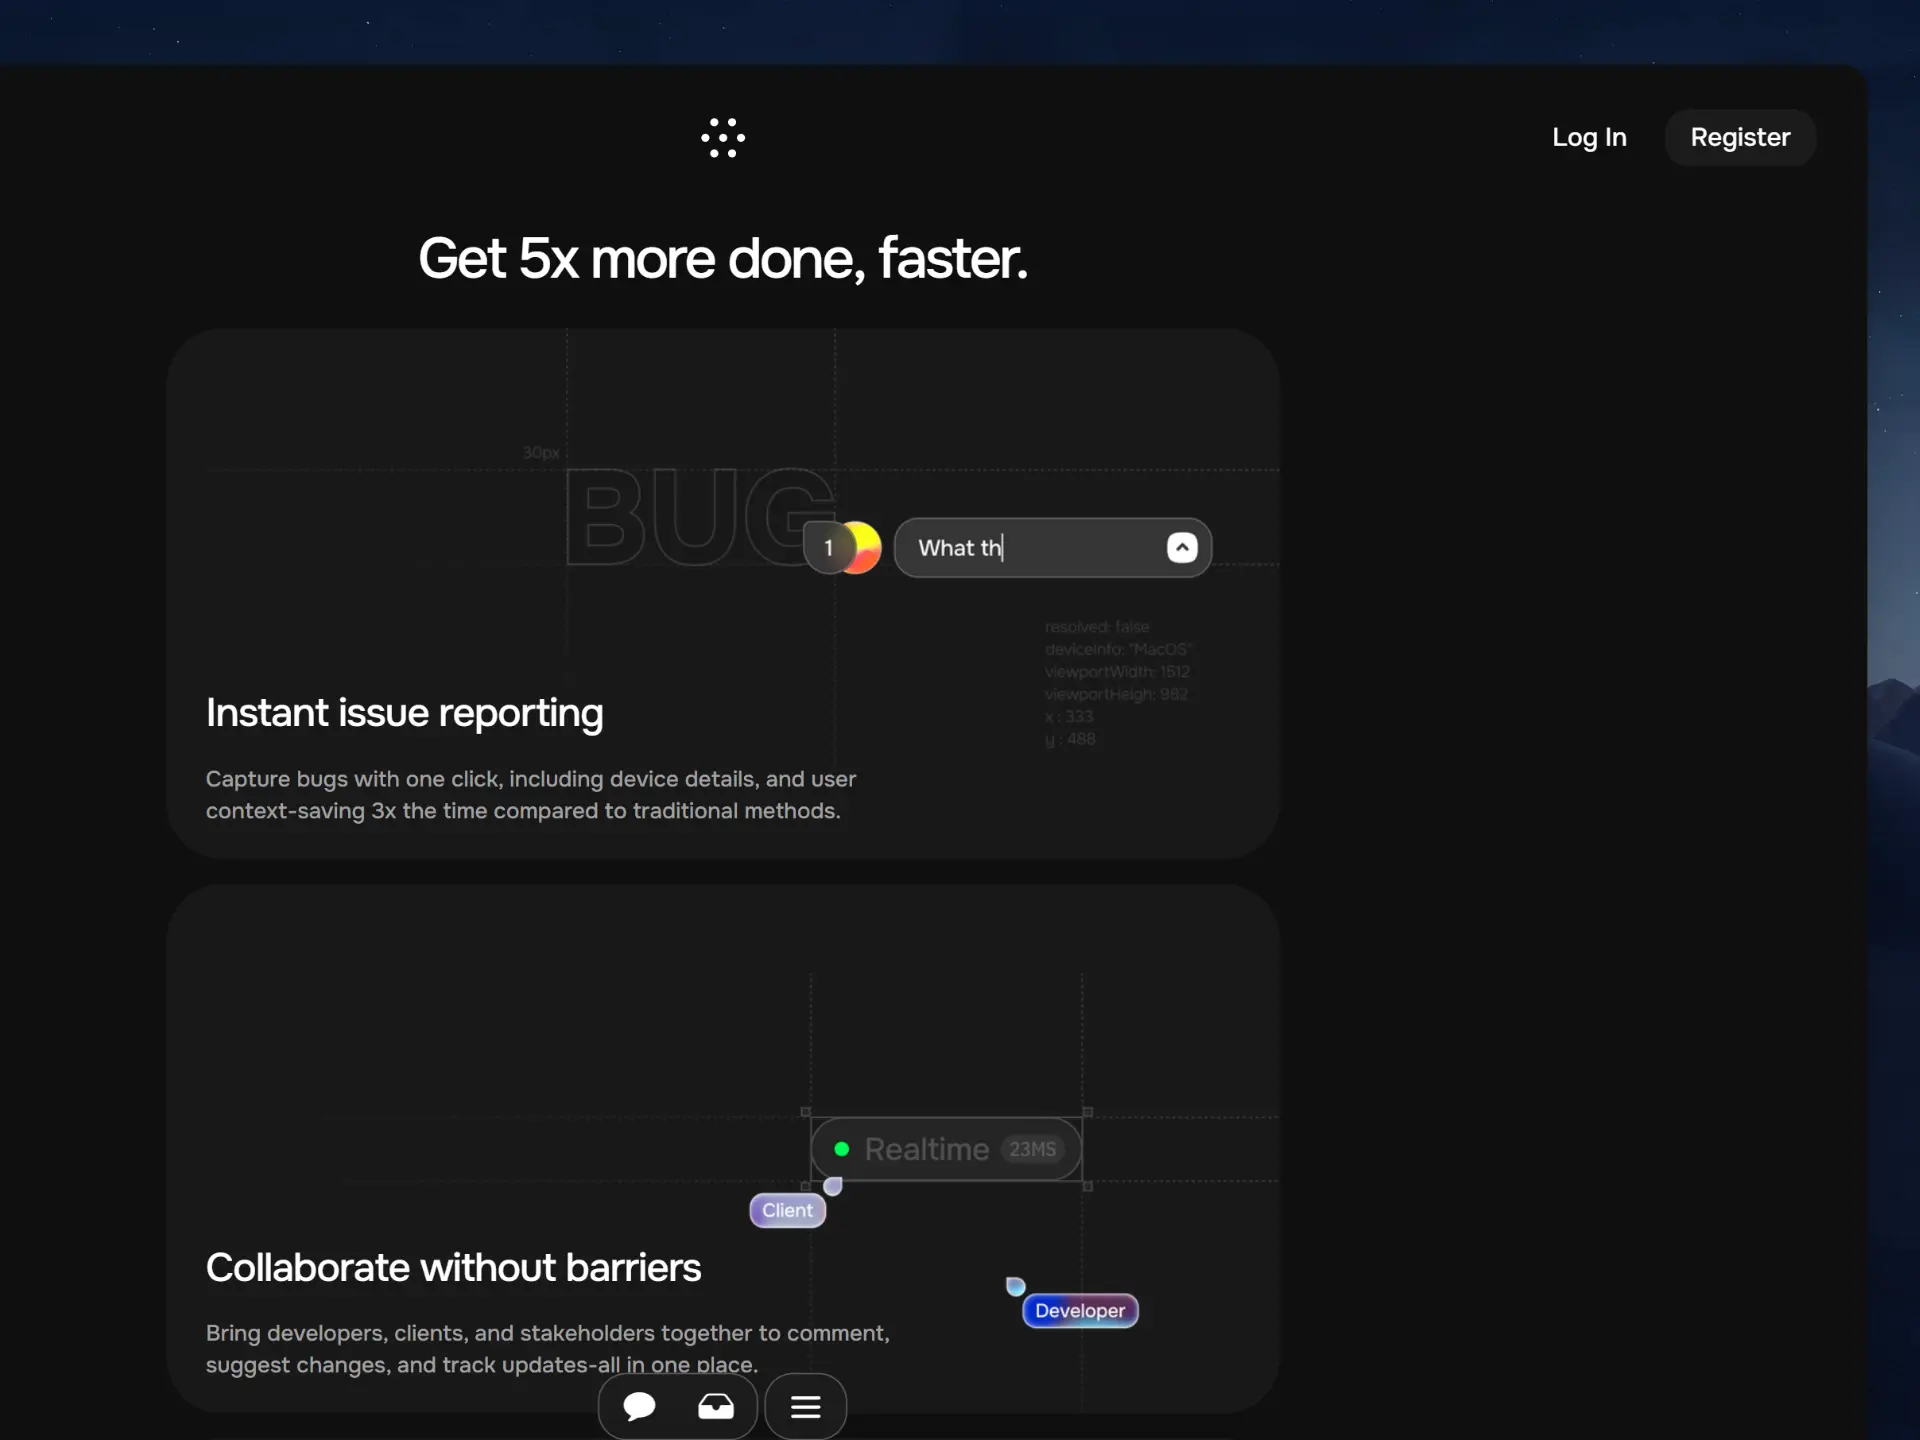 Log In
Register
Get 5x more done, faster.
30px
BUG
1
What th
resolved: false
deviceInfo: "MacOS"
viewportWidth: 1512
viewportHeigh: 982
x : 333
y : 488
Instant issue reporting
Capture bugs with one click, including device details, and user
context-saving 3x the time compared to traditional methods.
Realtime 23MS
Client
Developer
Collaborate without barriers
Bring developers, clients, and stakeholders together to comment,
suggest changes, and track updates-all in one place.